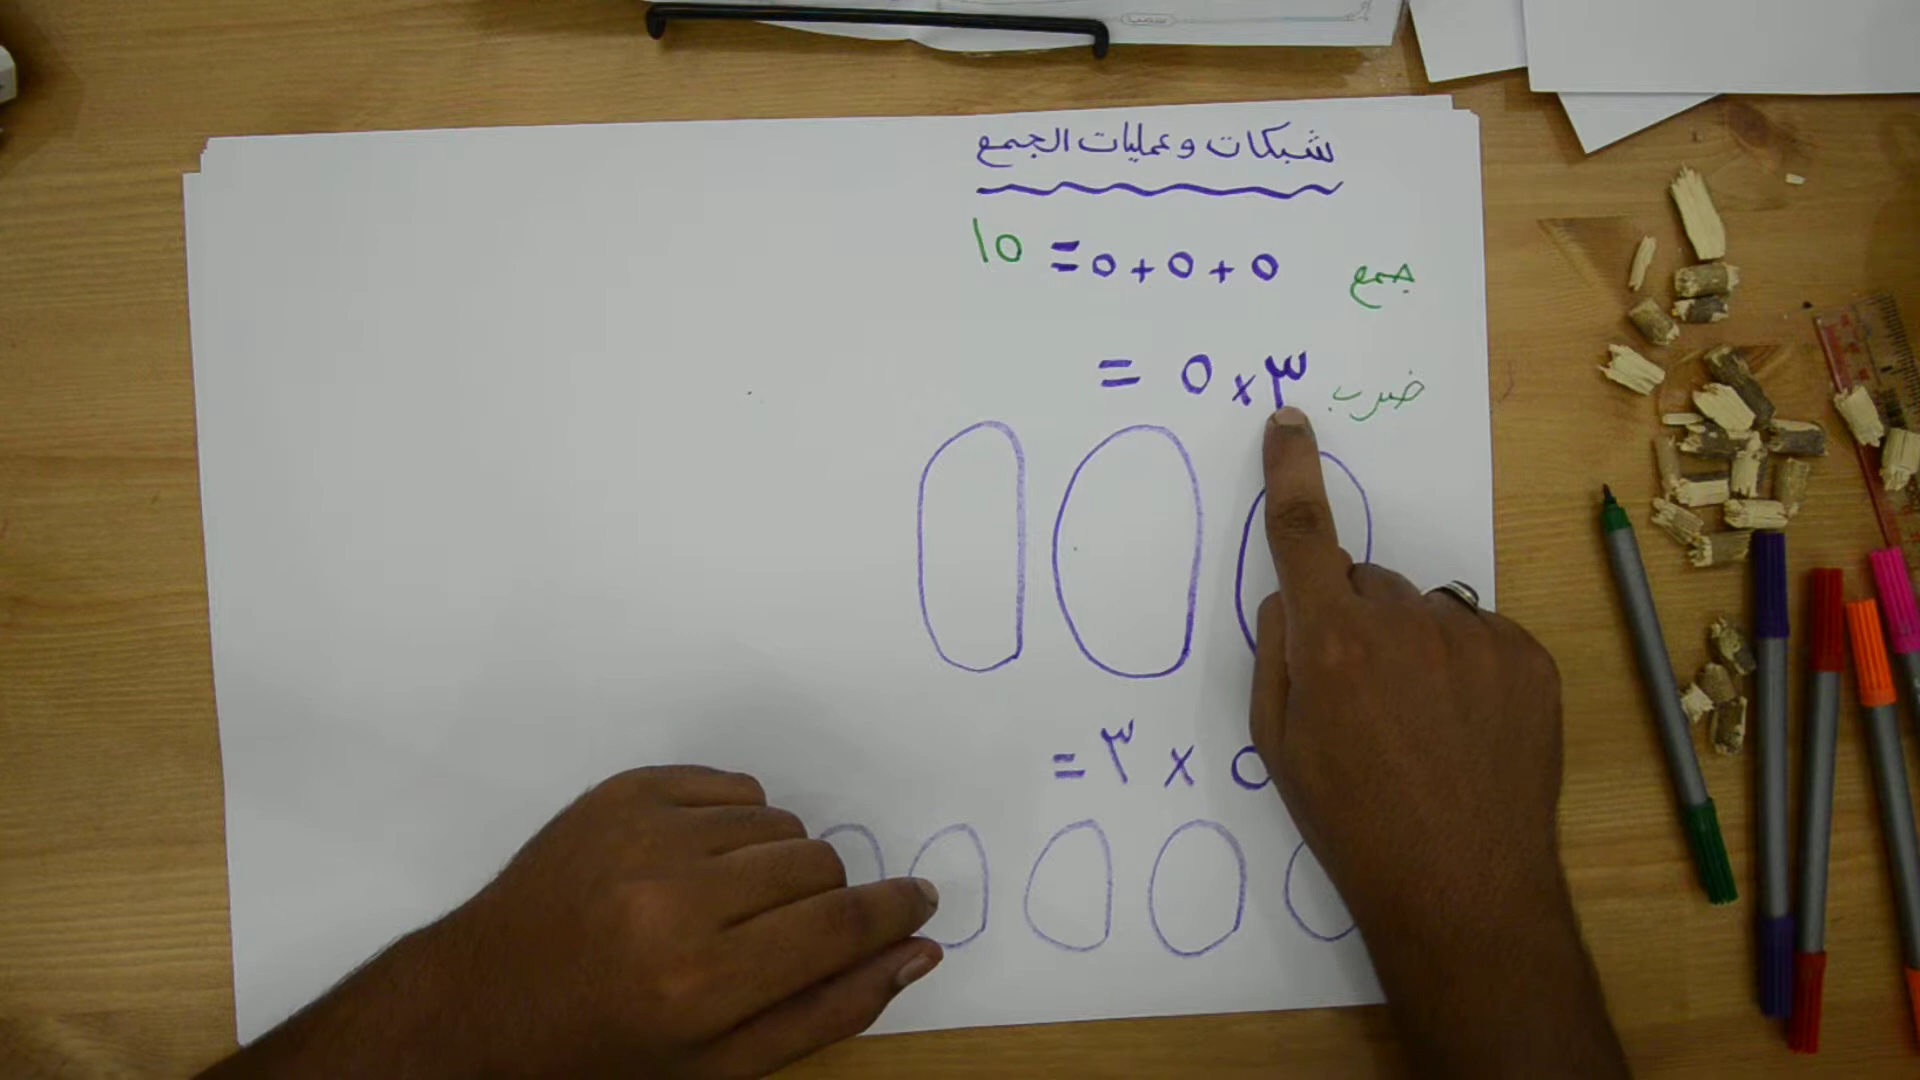 شبكات وعمليات الجمع
جمع ٥ + ٥ + ٥ = ١٥
ضرب ٣ × ٥ =
٥ × ٣ =